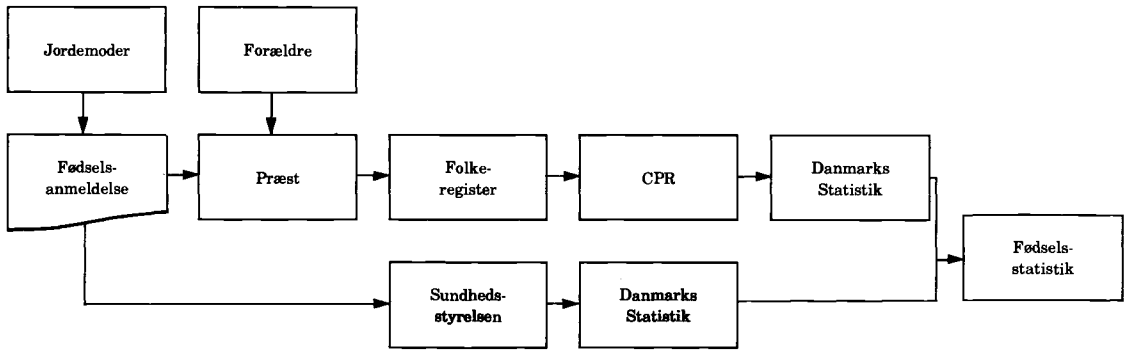 Jordemoder
Forældre
Fødsels-
anmeldelse
Præst
Folke-
register
CPR
Danmarks
Statistik
Fødsels-
statistik
Sundheds-
styrelsen
Danmarks
Statistik